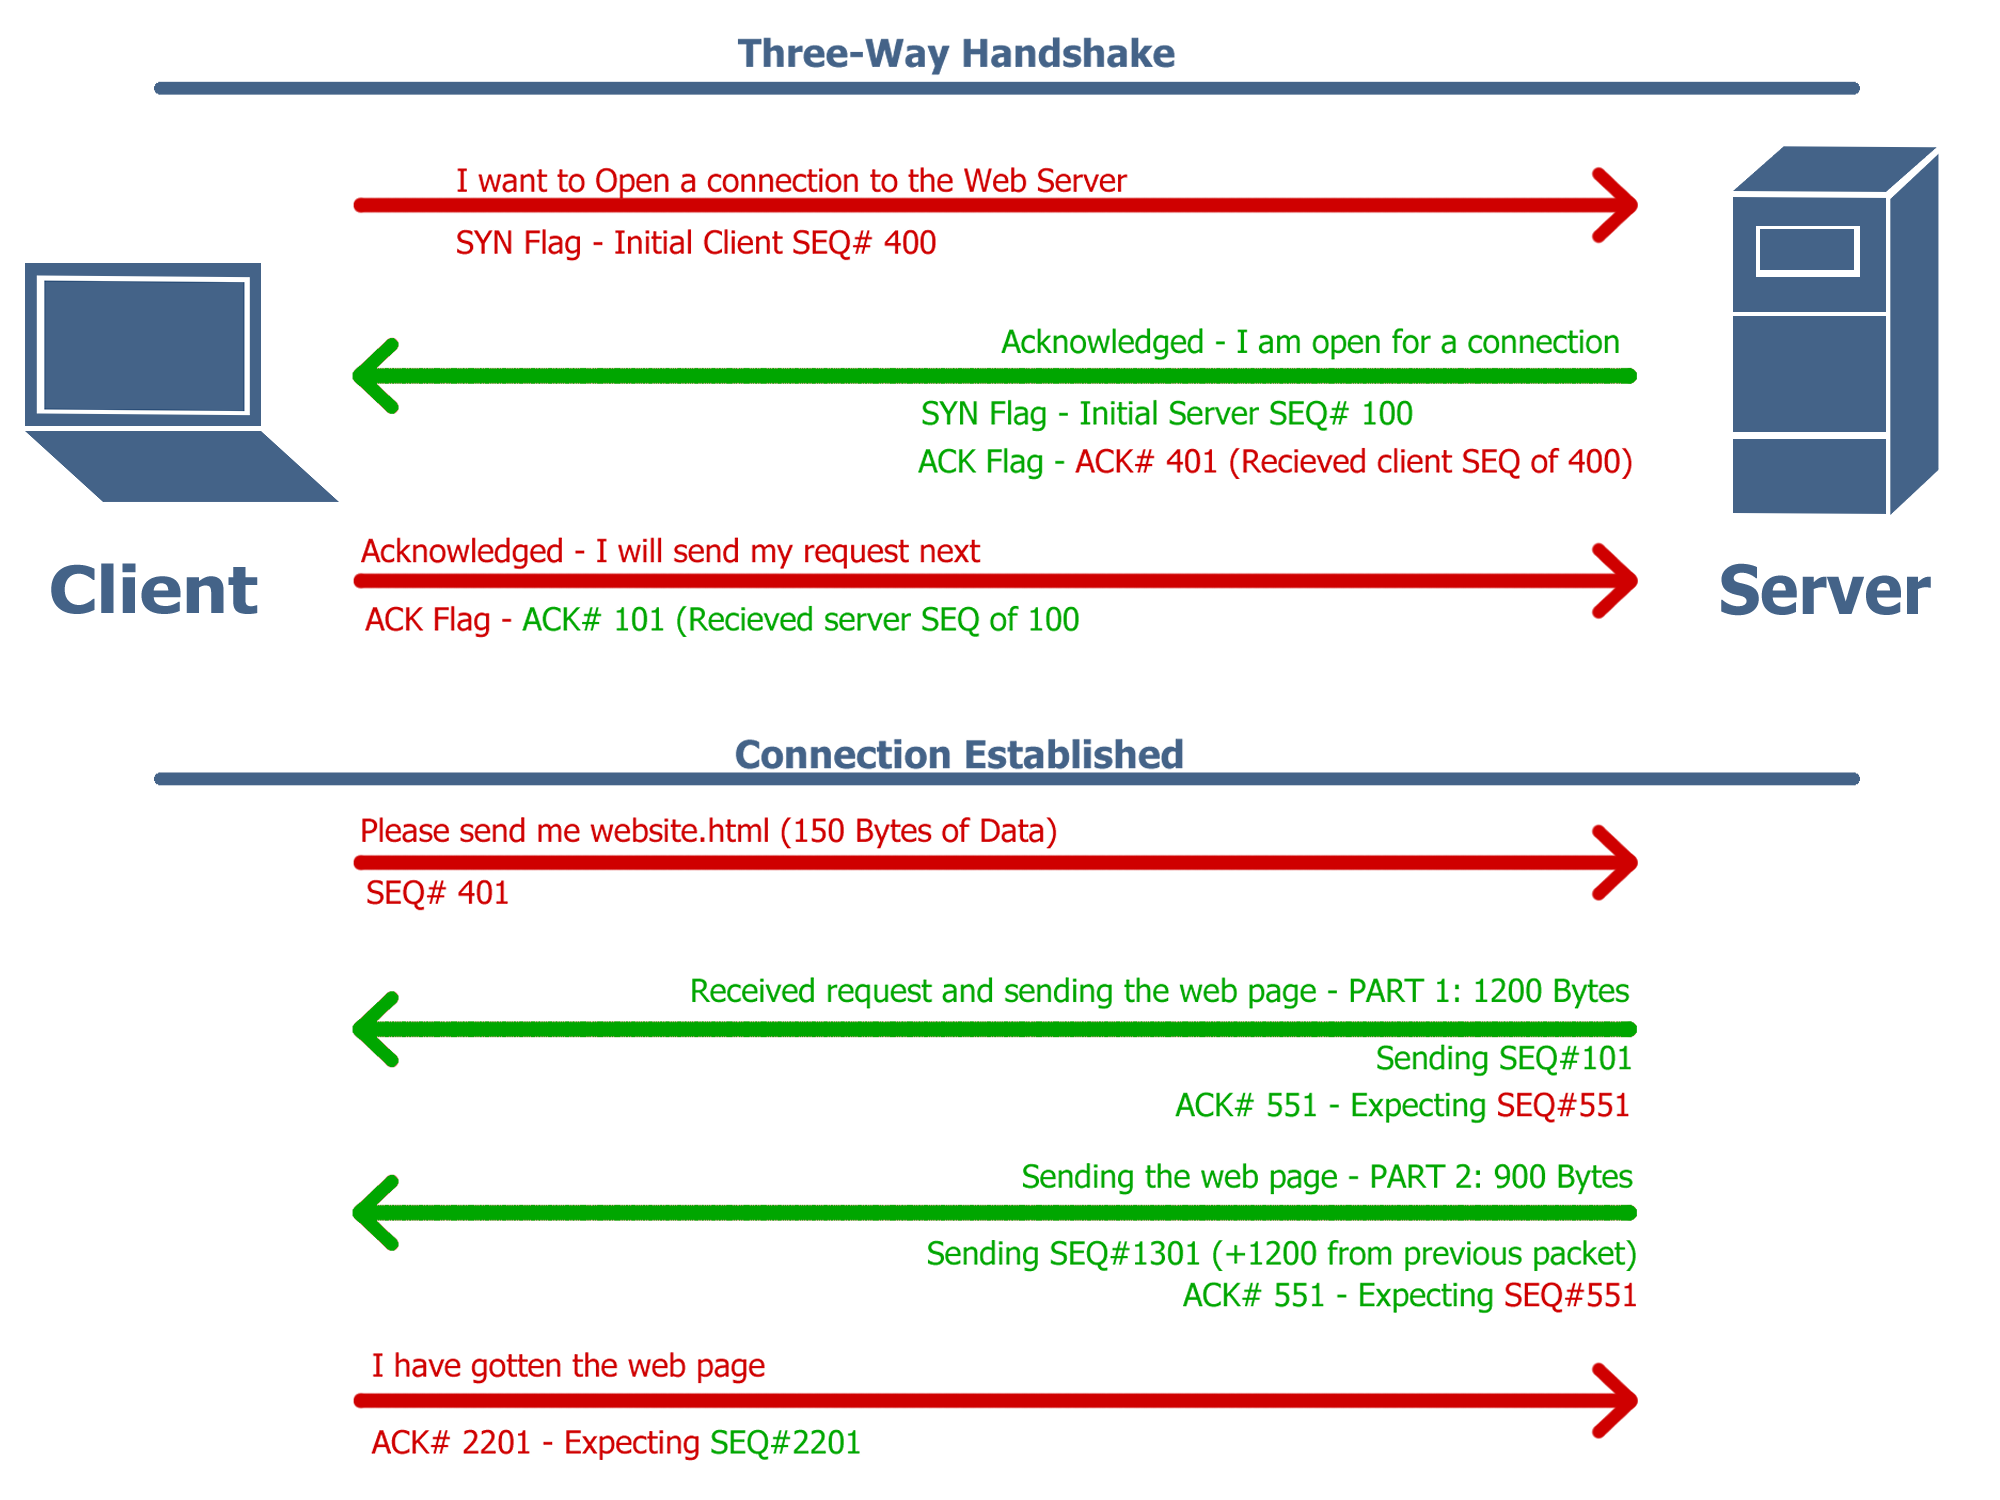 Three-Way Handshake
I want to Open a connection to the Web Server
SYN Flag - Initial Client SEQ# 400
Acknowledged - I am open for a connection
SYN Flag - Initial Server SEQ# 100
ACK Flag - ACK# 401 (Recieved client SEQ of 400)
Acknowledged - I will send my request next
ACK Flag - ACK# 101 (Recieved server SEQ of 100
Client
Server
Connection Established
Please send me website.html (150 Bytes of Data)
SEQ# 401
Received request and sending the web page - PART 1: 1200 Bytes
Sending SEQ#101
ACK# 551 - Expecting SEQ#551
Sending the web page - PART 2: 900 Bytes
Sending SEQ#1301 (+1200 from previous packet)
ACK# 551 - Expecting SEQ#551
I have gotten the web page
ACK# 2201 - Expecting SEQ#2201